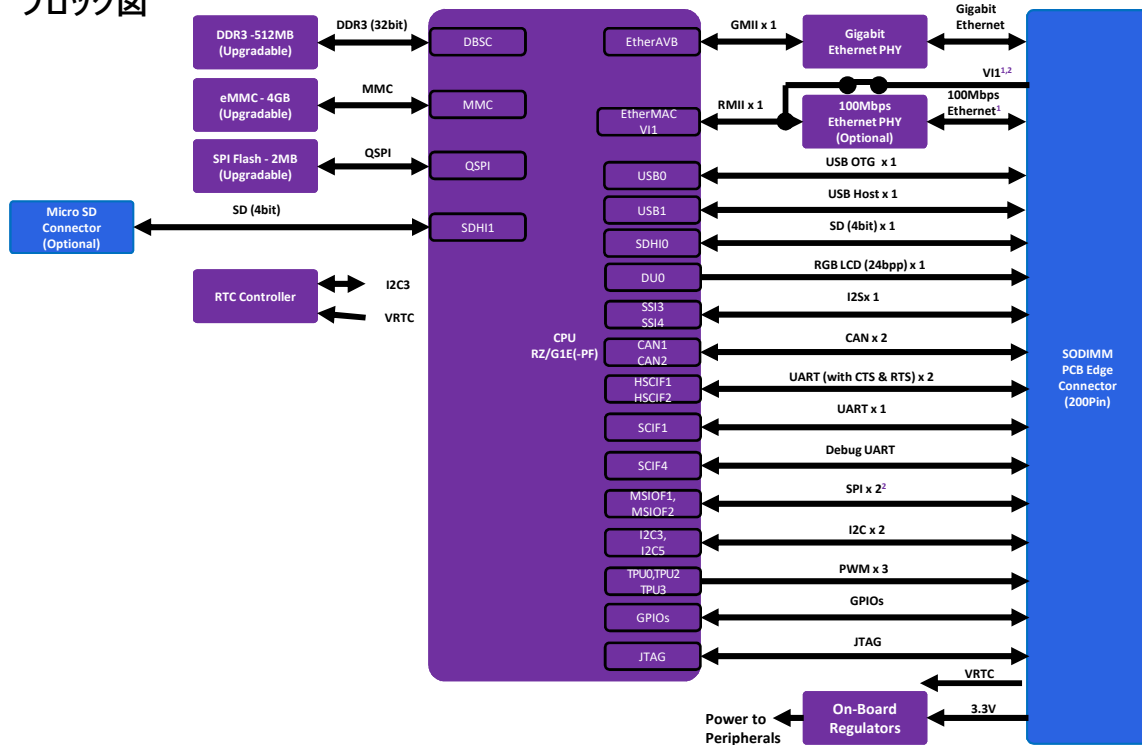 ブロック図
DDR3 -512MB
(Upgradable)
DDR3 (32bit)
DBSC
eMMC - 4GB
(Upgradable)
MMC
MMC
SPI Flash - 2MB
(Upgradable)
QSPI
QSPI
Micro SD
Connector
(Optional)
SD (4bit)
SDHI1
RTC Controller
I2C3
VRTC
CPU
RZ/G1E(-PF)
EtherAVB
GMII x 1
Gigabit
Ethernet PHY
Gigabit
Ethernet
EtherMAC
VI1
RMII x 1
100Mbps
Ethernet PHY
(Optional)
VI1¹,²
100Mbps
Ethernet¹
USB0
USB OTG x 1
USB1
USB Host x 1
SDHI0
SD (4bit) x 1
DU0
RGB LCD (24bpp) x 1
SSI3
SSI4
I2Sx 1
CAN1
CAN2
CAN x 2
HSCIF1
HSCIF2
UART (with CTS & RTS) x 2
SCIF1
UART x 1
SCIF4
Debug UART
MSIOF1,
MSIOF2
SPI x 2²
I2C3,
I2C5
I2C x 2
TPU0,TPU2
TPU3
PWM x 3
GPIOs
GPIOs
JTAG
JTAG
SODIMM
PCB Edge
Connector
(200Pin)
VRTC
3.3V
On-Board
Regulators
Power to
Peripherals